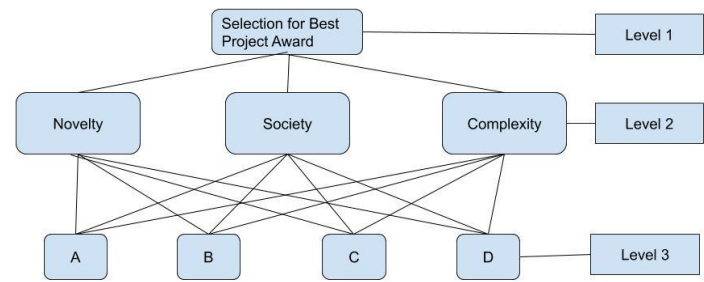 Selection for Best
Project Award
Level 1
Novelty
Society
Complexity
Level 2
A
B
C
D
Level 3